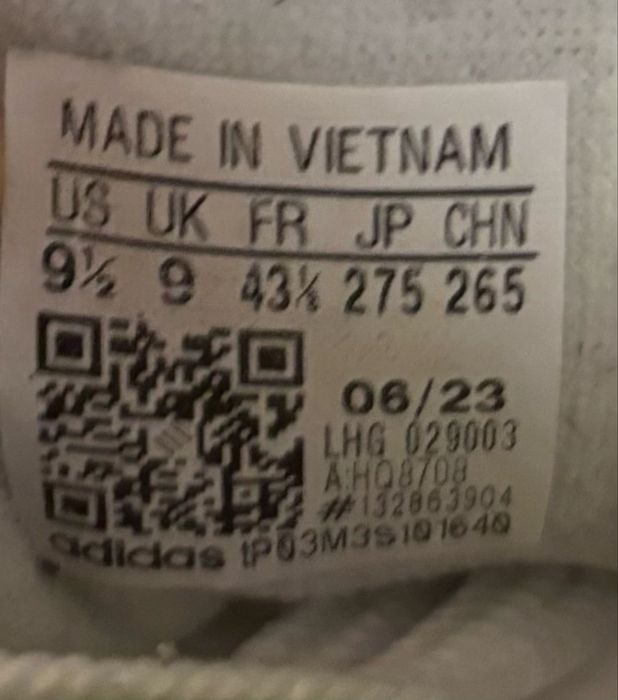 MADE IN VIETNAM
US UK FR JP CHN
9½ 9 43⅓ 275 265
06/23
LHG 029003
A:HQ8708
#132863904
adidas 1P03M3S1Q1640